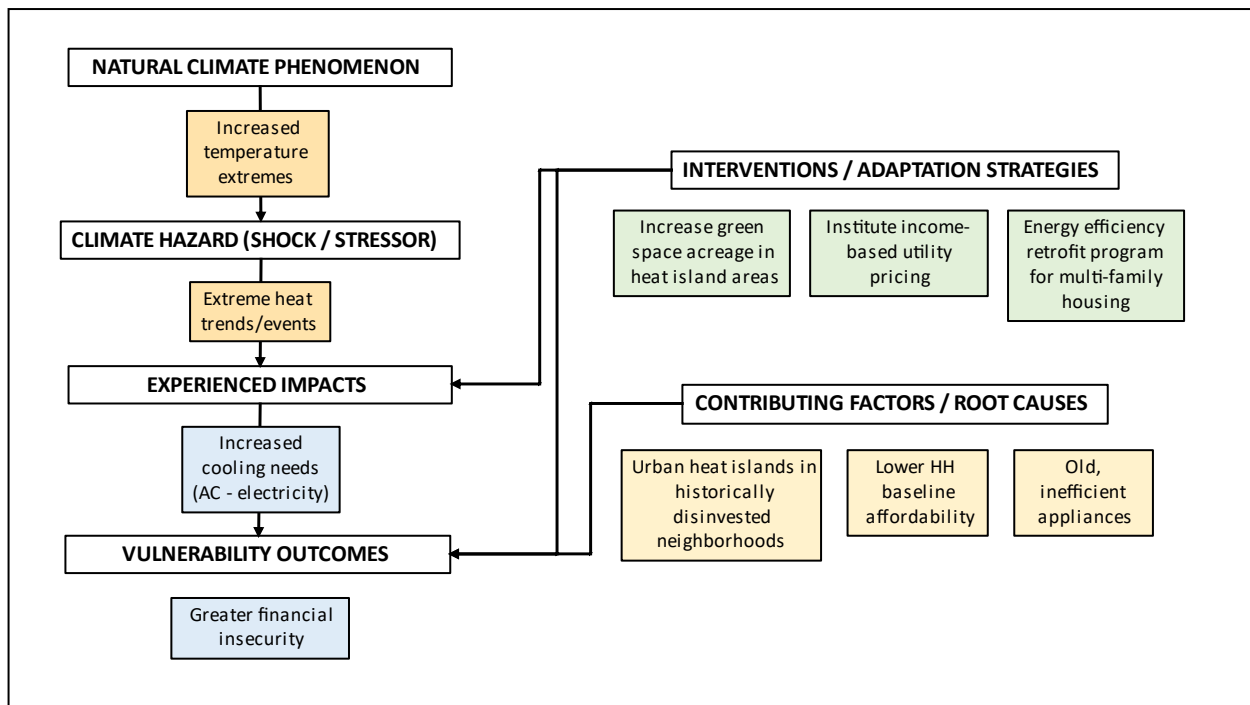 NATURAL CLIMATE PHENOMENON
Increased
temperature
extremes
CLIMATE HAZARD (SHOCK / STRESSOR)
Extreme heat
trends/events
EXPERIENCED IMPACTS
Increased
cooling needs
(AC - electricity)
VULNERABILITY OUTCOMES
Greater financial
insecurity
INTERVENTIONS / ADAPTATION STRATEGIES
Increase green
space acreage in
heat island areas
Institute income-
based utility
pricing
Energy efficiency
retrofit program
for multi-family
housing
CONTRIBUTING FACTORS / ROOT CAUSES
Urban heat islands in
historically
disinvested
neighborhoods
Lower HH
baseline
affordability
Old,
inefficient
appliances